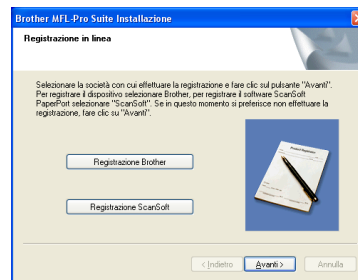 Brother MFL-Pro Suite Installazione
Registrazione in linea
Selezionare la società con cui effettuare la registrazione e fare clic sul pulsante "Avanti".
Per registrare il dispositivo selezionare Brother, per registrare il software ScanSoft
PaperPort selezionare "ScanSoft". Se in questo momento si preferisce non effettuare la
registrazione, fare clic su "Avanti".
Registrazione Brother
Registrazione ScanSoft
< Indietro
Avanti >
Annulla